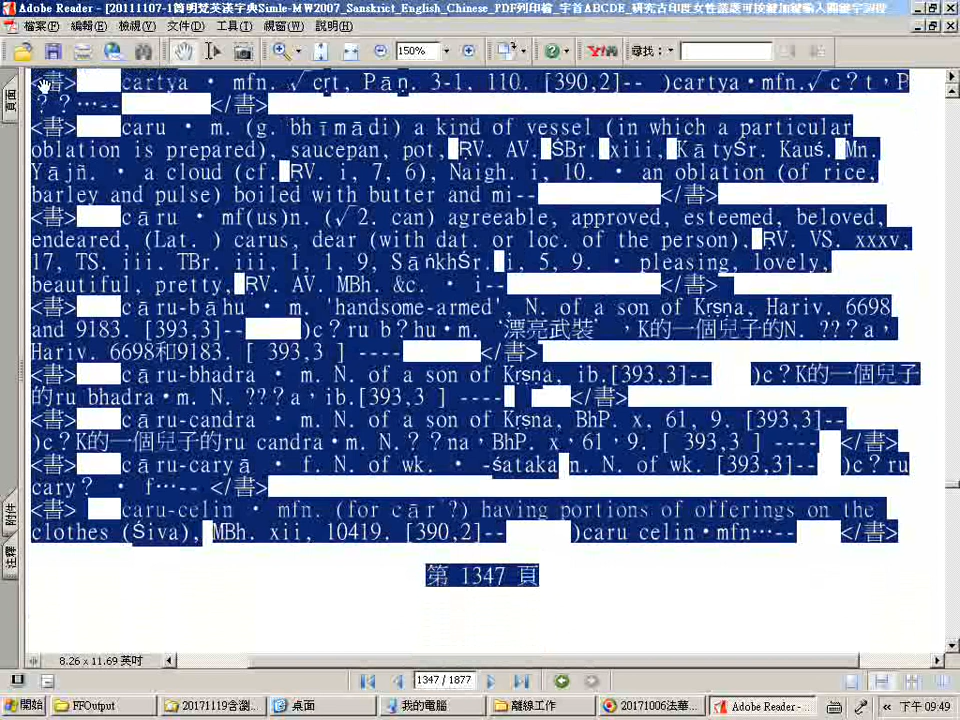 Adobe Reader - [20111107-1簡明梵英漢字典Simle-MW2007_Sanskrict_English_Chinese_PDF列印檔_字首ABCDE_研究古印度女性議題可按鍵加鍵輸入關鍵字搜
檔案(F) 編輯(E) 檢視(V) 文件(D) 工具(T) 視窗(W) 說明(H)
150% 尋找：
頁面
<書> cartya • mfn. √cṛt, Pāṇ. 3-1, 110. [390,2]-- )cartya•mfn.√c?t，P
??…-- </書>
<書> caru • m. (g. bhīmādi) a kind of vessel (in which a particular
oblation is prepared), saucepan, pot, ṚV. AV. ŚBr. xiii, KātyŚr. Kauś. Mn.
Yājñ. • a cloud (cf. ṚV. i, 7, 6), Naigh. i, 10. • an oblation (of rice,
barley and pulse) boiled with butter and mi-- </書>
<書> cāru • mf(us)n. (√2. can) agreeable, approved, esteemed, beloved,
endeared, (Lat. ) carus, dear (with dat. or loc. of the person), ṚV. VS. xxxv,
17, TS. iii, TBr. iii, 1, 1, 9, SāṅkhŚr. i, 5, 9. • pleasing, lovely,
beautiful, pretty, ṚV. AV. MBh. &c. • i-- </書>
<書> cāru-bāhu • m. 'handsome-armed', N. of a son of Kṛṣṇa, Hariv. 6698
and 9183. [393,3]-- )c?ru b?hu•m. ‘漂亮武裝’，K的一個兒子的N. ???a，
Hariv. 6698和9183. [ 393,3 ] ---- </書>
<書> cāru-bhadra • m. N. of a son of Kṛṣṇa, ib.[393,3]-- )c?K的一個兒子
的ru bhadra•m. N. ???a，ib.[393,3 ] ---- </書>
<書> cāru-candra • m. N. of a son of Kṛṣṇa, BhP. x, 61, 9. [393,3]--
)c?K的一個兒子的ru candra•m. N.??na，BhP. x，61，9. [ 393,3 ] ---- </書>
<書> cāru-caryā • f. N. of wk. • -śataka n. N. of wk. [393,3]-- )c?ru
cary? • f…-- </書>
<書> caru-celin • mfn. (for cār ?) having portions of offerings on the
clothes (Śiva), MBh. xii, 10419. [390,2]-- )caru celin•mfn…-- </書>
第 1347 頁
附件
注釋
8.26 x 11.69 英吋
1347 / 1877
開始 FFOutput 20171119含瀏... 桌面 我的電腦 離線工作 20171006法華... Adobe Reader - [... 下午 09:49